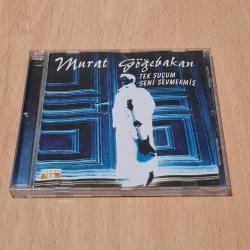 Murat Göğebakan
TEK SUÇUM
SENİ SEVMEKMİŞ